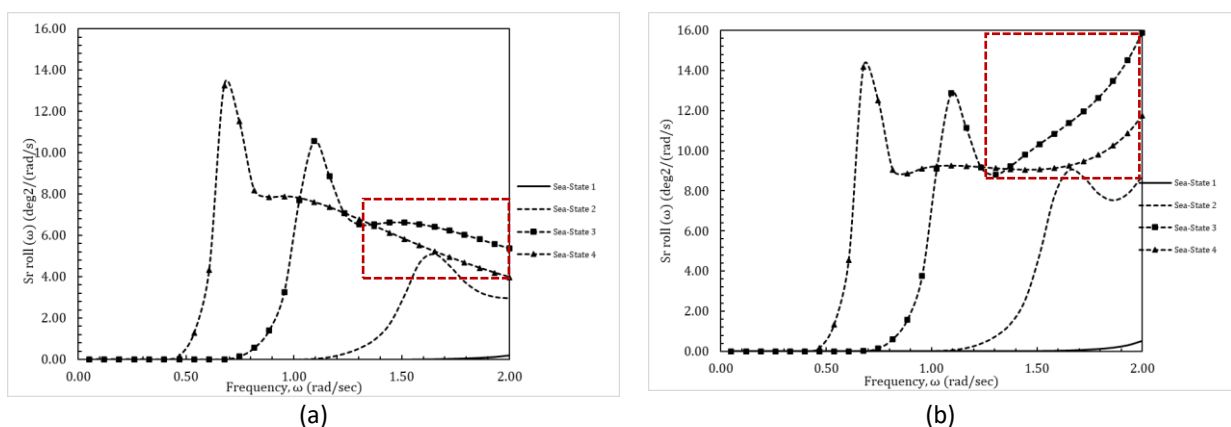 16.00
14.00
12.00
10.00
8.00
6.00
4.00
2.00
0.00
Sr roll (ω) (deg2/(rad/s)
0.00
0.50
1.00
1.50
2.00
Frequency, ω (rad/sec)
Sea-State 1
Sea-State 2
Sea-State 3
Sea-State 4
(a)
16.00
14.00
12.00
10.00
8.00
6.00
4.00
2.00
0.00
Sr roll (ω) (deg2/(rad/s)
0.00
0.50
1.00
1.50
2.00
Frequency, ω (rad/sec)
Sea-State 1
Sea-State 2
Sea-State 3
Sea-State 4
(b)